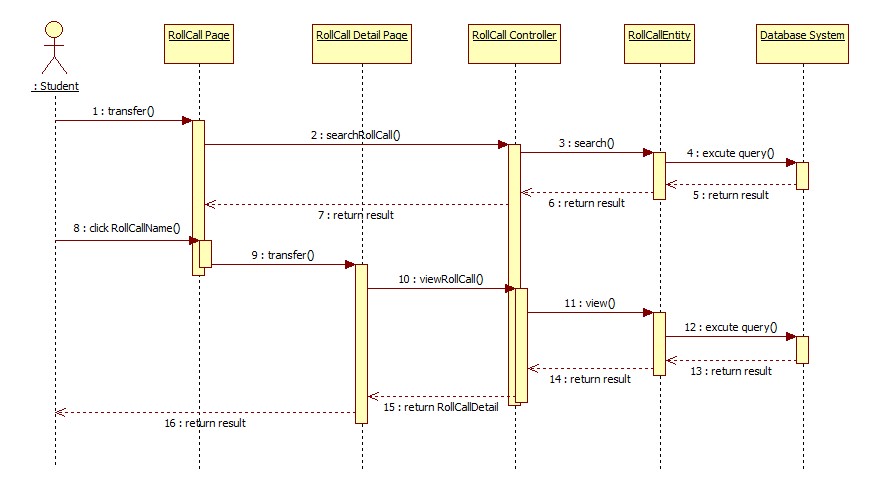 RollCall Page
RollCall Detail Page
RollCall Controller
RollCallEntity
Database System
: Student
1 : transfer()
2 : searchRollCall()
3 : search()
4 : excute query()
5 : return result
6 : return result
7 : return result
8 : click RollCallName()
9 : transfer()
10 : viewRollCall()
11 : view()
12 : excute query()
13 : return result
14 : return result
15 : return RollCallDetail
16 : return result